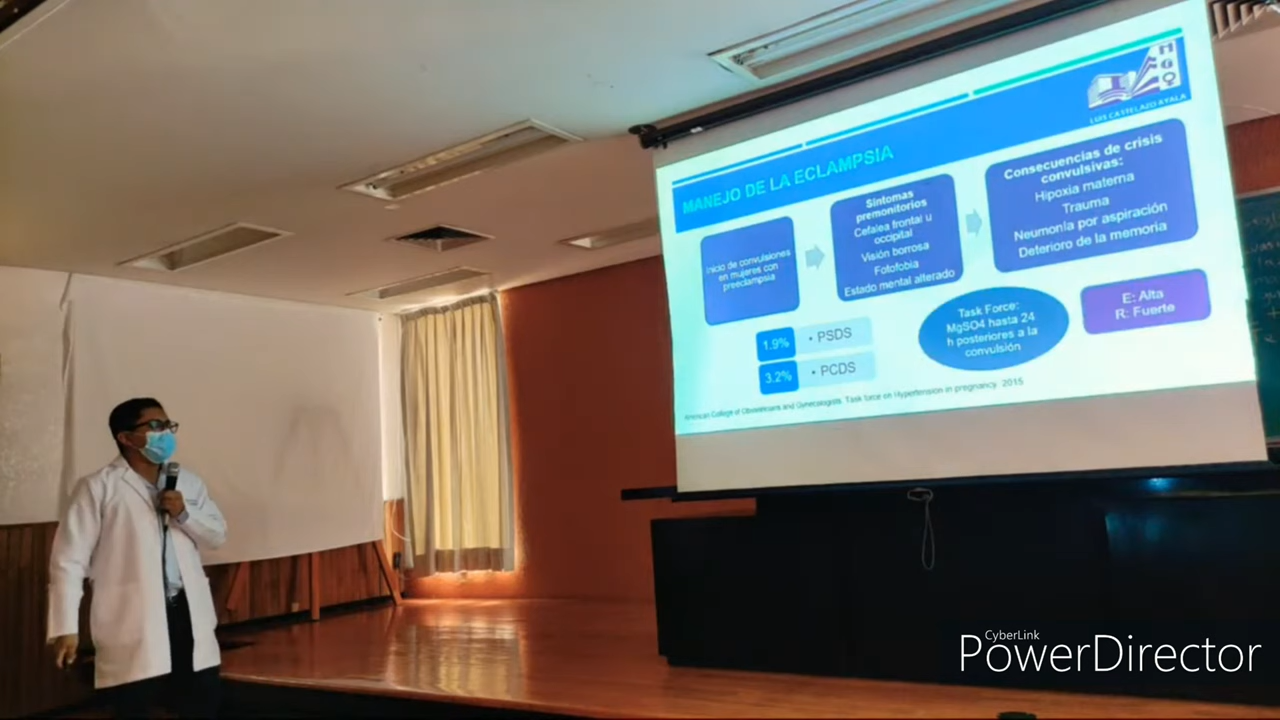 LUIS CASTELAZO AYALA
MANEJO DE LA ECLAMPSIA
Inicio de convulsiones
en mujeres con
preeclampsia
Síntomas
premonitorios
Cefalea frontal u
occipital
Visión borrosa
Fotofobia
Estado mental alterado
Consecuencias de crisis
convulsivas:
Hipoxia materna
Trauma
Neumonía por aspiración
Deterioro de la memoria
1.9%
• PSDS
3.2%
• PCDS
Task Force:
MgSO4 hasta 24
h posteriores a la
convulsión
E: Alta
R: Fuerte
American College of Obstetricians and Gynecologists. Task force on Hypertension in pregnancy. 2015
CyberLink
PowerDirector